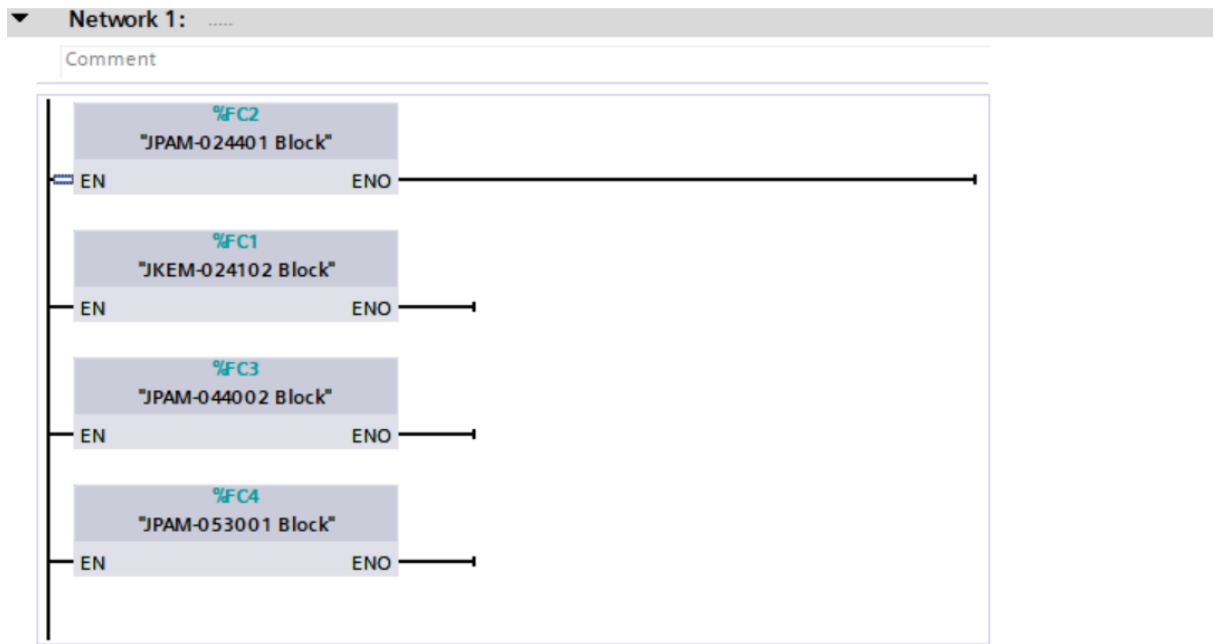 Network 1: .....
Comment
%FC2
"JPAM-024401 Block"
EN ENO
%FC1
"JKEM-024102 Block"
EN ENO
%FC3
"JPAM-044002 Block"
EN ENO
%FC4
"JPAM-053001 Block"
EN ENO